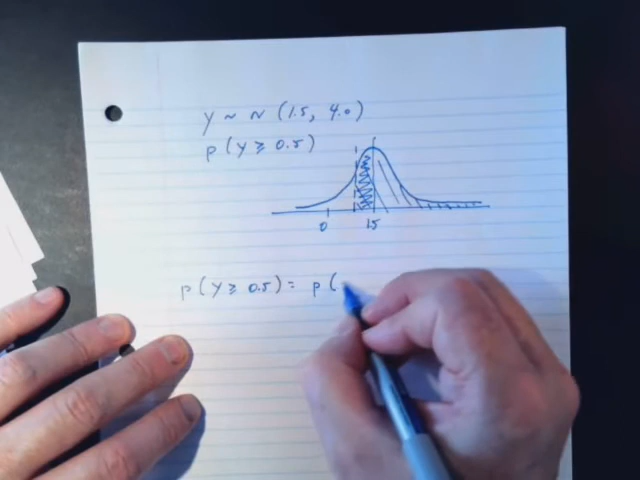 Y ~ N (1.5, 4.0)
P (Y ≥ 0.5)
0 1.5
P (Y ≥ 0.5) = P (